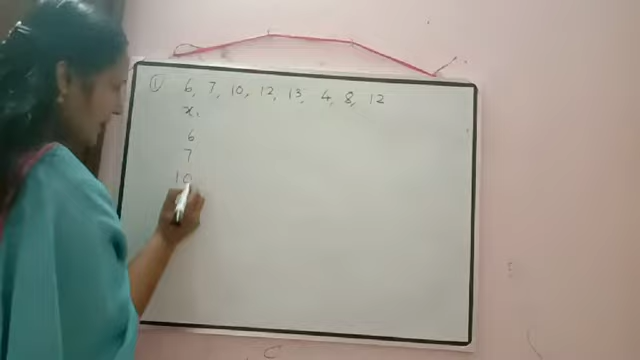 ① 6, 7, 10, 12, 13, 4, 8, 12
xᵢ
6
7
10